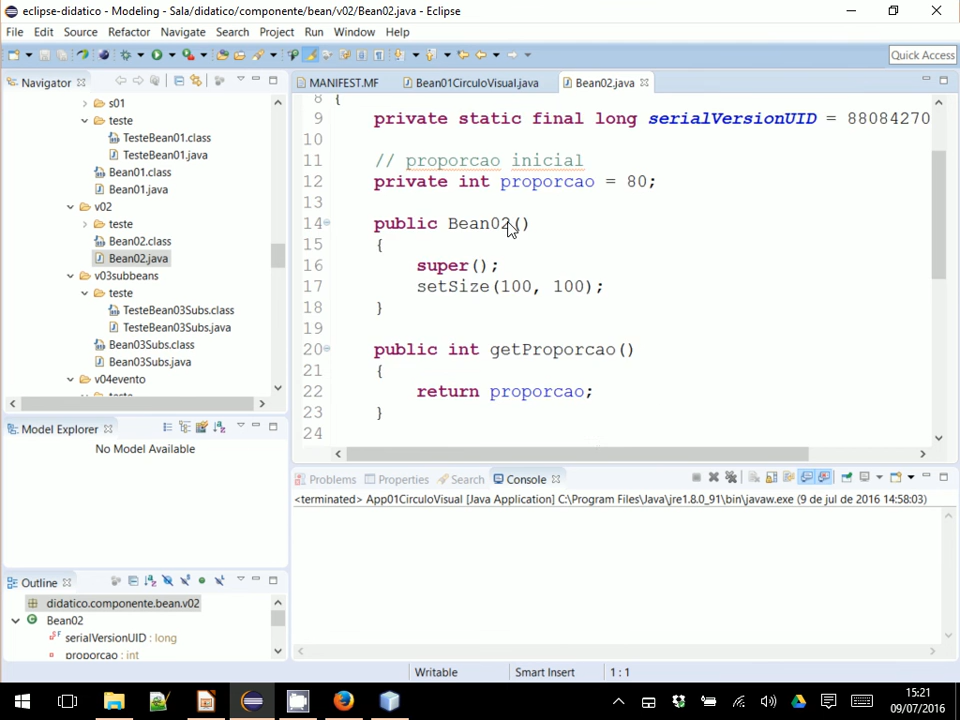 eclipse-didatico - Modeling - Sala/didatico/componente/bean/v02/Bean02.java - Eclipse
File Edit Source Refactor Navigate Search Project Run Window Help
Quick Access
Navigator
MANIFEST.MF Bean01CirculoVisual.java Bean02.java
s01
teste
TesteBean01.class
TesteBean01.java
Bean01.class
Bean01.java
v02
teste
Bean02.class
Bean02.java
v03subbeans
teste
TesteBean03Subs.class
TesteBean03Subs.java
Bean03Subs.class
Bean03Subs.java
v04evento
teste
8 {
9 private static final long serialVersionUID = 88084270
10
11 // proporcao inicial
12 private int proporcao = 80;
13
14 public Bean02()
15 {
16 super();
17 setSize(100, 100);
18 }
19
20 public int getProporcao()
21 {
22 return proporcao;
23 }
24
Model Explorer
No Model Available
Outline
didatico.componente.bean.v02
Bean02
serialVersionUID : long
proporcao : int
Problems Properties Search Console
<terminated> App01CirculoVisual [Java Application] C:\Program Files\Java\jre1.8.0_91\bin\javaw.exe (9 de jul de 2016 14:58:03)
Writable Smart Insert 1 : 1
15:21
09/07/2016